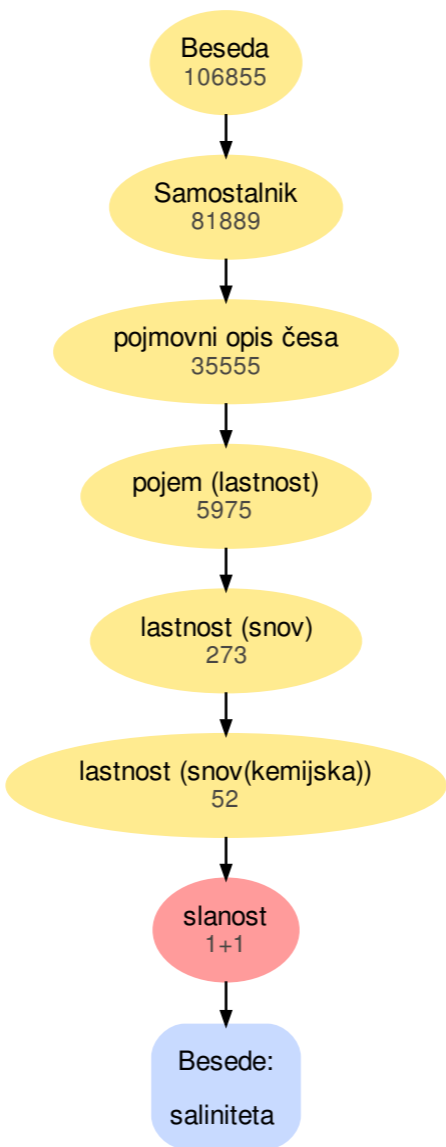 Beseda
106855
Samostalnik
81889
pojmovni opis česa
35555
pojem (lastnost)
5975
lastnost (snov)
273
lastnost (snov(kemijska))
52
slanost
1+1
Besede:
saliniteta